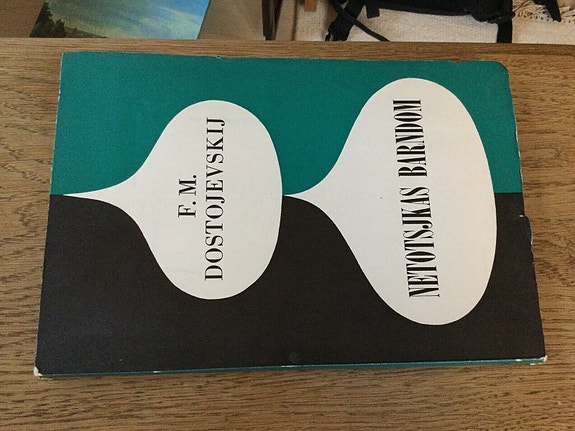 F. M.
DOSTOJEVSKIJ
NETOTSJKAS BARNDOM